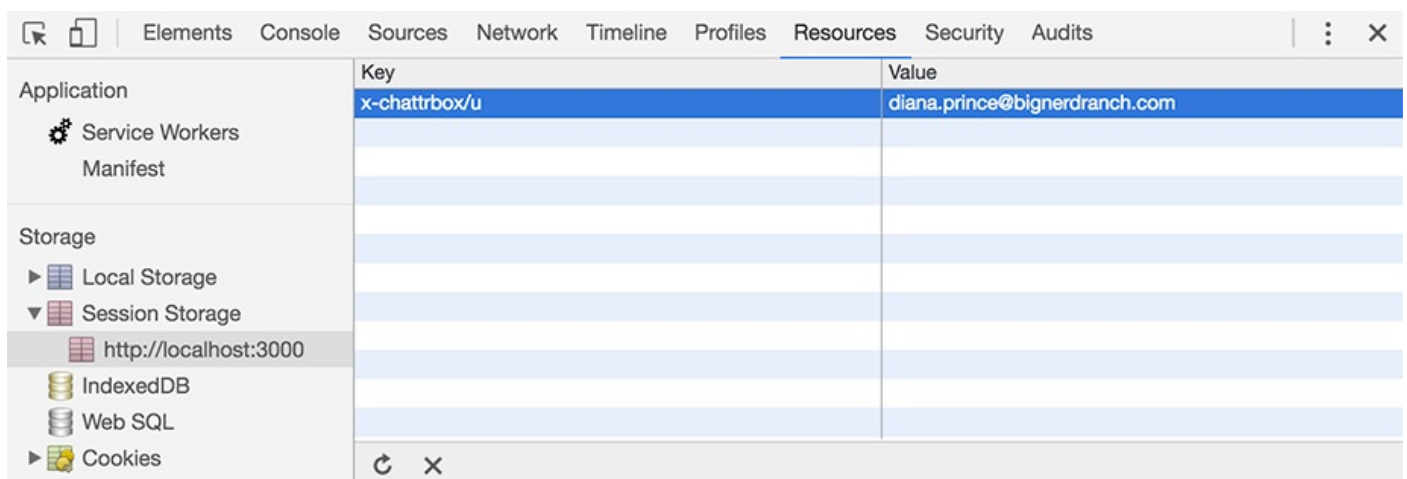 Elements Console Sources Network Timeline Profiles Resources Security Audits
Application
Service Workers
Manifest
Storage
Local Storage
Session Storage
http://localhost:3000
IndexedDB
Web SQL
Cookies
Key Value
x-chattrbox/u diana.prince@bignerdranch.com